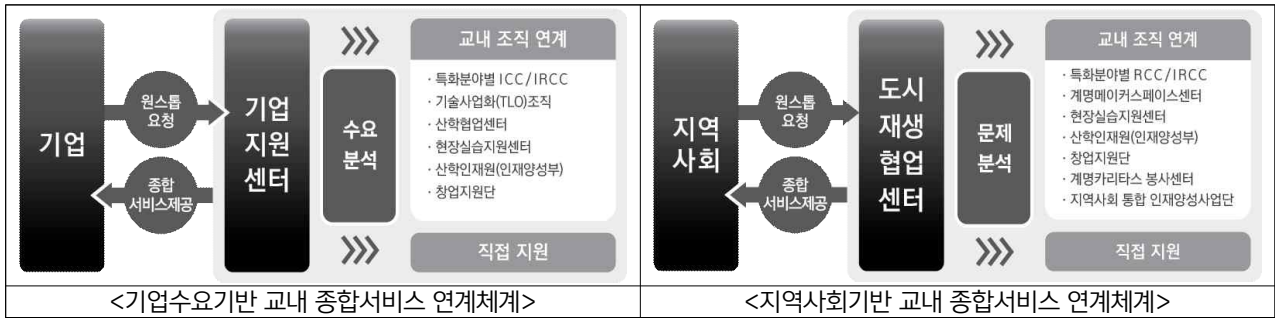 기업
원스톱
요청
종합
서비스제공
기업
지원
센터
수요
분석
교내 조직 연계
· 특화분야별 ICC/IRCC
· 기술사업화(TLO)조직
· 산학협업센터
· 현장실습지원센터
· 산학인재원(인재양성부)
· 창업지원단
직접 지원
<기업수요기반 교내 종합서비스 연계체계>
지역
사회
원스톱
요청
종합
서비스제공
도시
재생
협업
센터
문제
분석
교내 조직 연계
· 특화분야별 RCC/IRCC
· 계명메이커스페이스센터
· 현장실습지원센터
· 산학인재원(인재양성부)
· 창업지원단
· 계명카리타스 봉사센터
· 지역사회 통합 인재양성사업단
직접 지원
<지역사회기반 교내 종합서비스 연계체계>